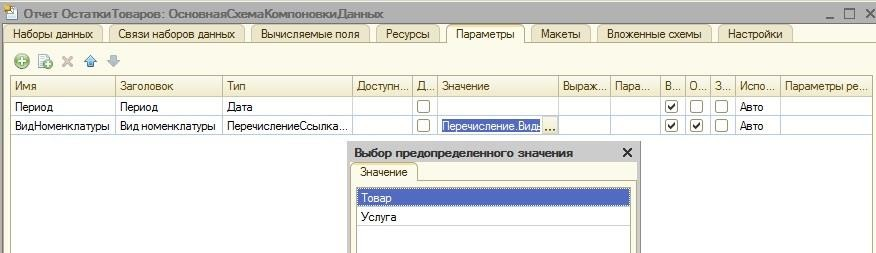 Отчет ОстаткиТоваров: ОсновнаяСхемаКомпоновкиДанных
Наборы данных Связи наборов данных Вычисляемые поля Ресурсы Параметры Макеты Вложенные схемы Настройки
Имя Заголовок Тип Доступн... Д... Значение Выраж... Пара... В... О... З... Испо... Параметры ре...
Период Период Дата Авто
ВидНоменклатуры Вид номенклатуры ПеречислениеСсылка... Перечисление.Виды ... Авто
Выбор предопределенного значения
Значение
Товар
Услуга